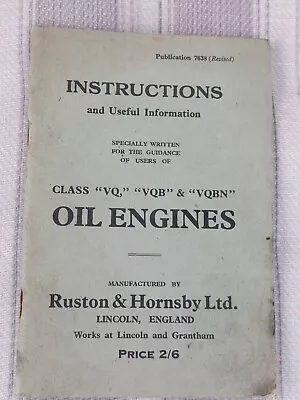 Publication 7638 (Revised)
INSTRUCTIONS
and Useful Information
SPECIALLY WRITTEN
FOR THE GUIDANCE
OF USERS OF
CLASS "VQ," "VQB" & "VQBN"
OIL ENGINES
MANUFACTURED BY
Ruston & Hornsby Ltd.
LINCOLN, ENGLAND
Works at Lincoln and Grantham
PRICE 2/6